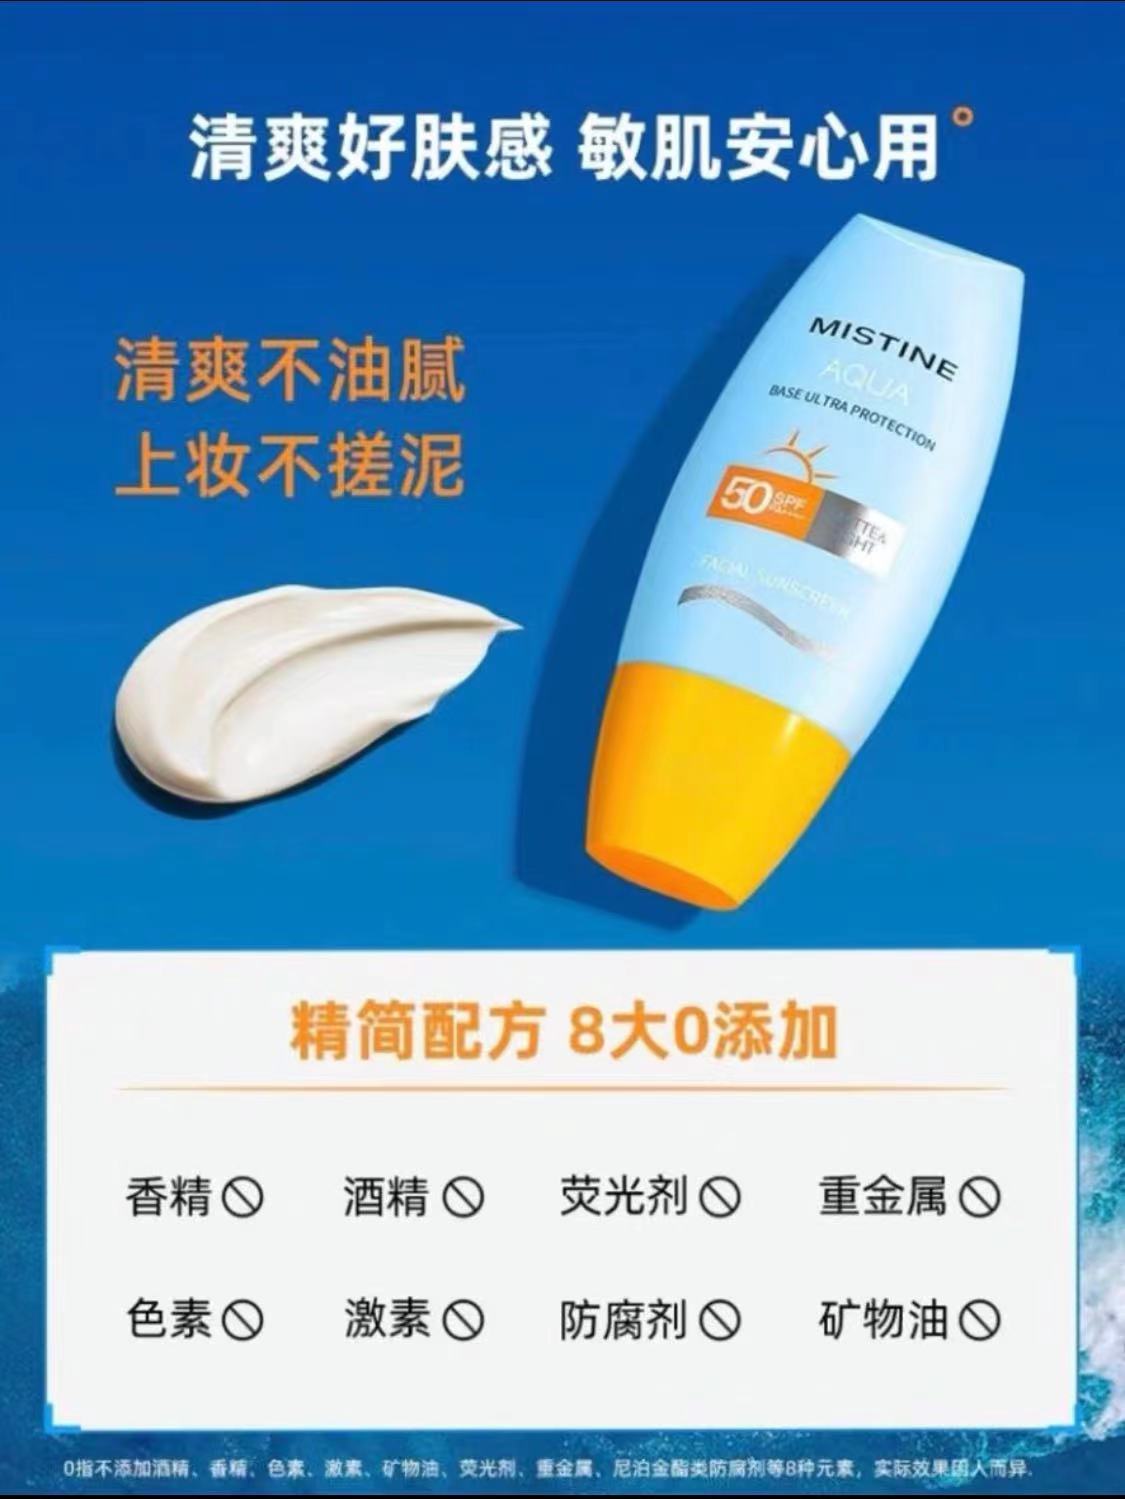 清爽好肤感 敏肌安心用
清爽不油腻
上妆不搓泥
MISTINE
AQUA
BASE ULTRA PROTECTION
50 SPF
PA++++
FACIAL SUNSCREEN
精简配方 8大0添加
香精 酒精 荧光剂 重金属
色素 激素 防腐剂 矿物油
0指不添加酒精、香精、色素、激素、矿物油、荧光剂、重金属、尼泊金酯类防腐剂等8种元素，实际效果因人而异.